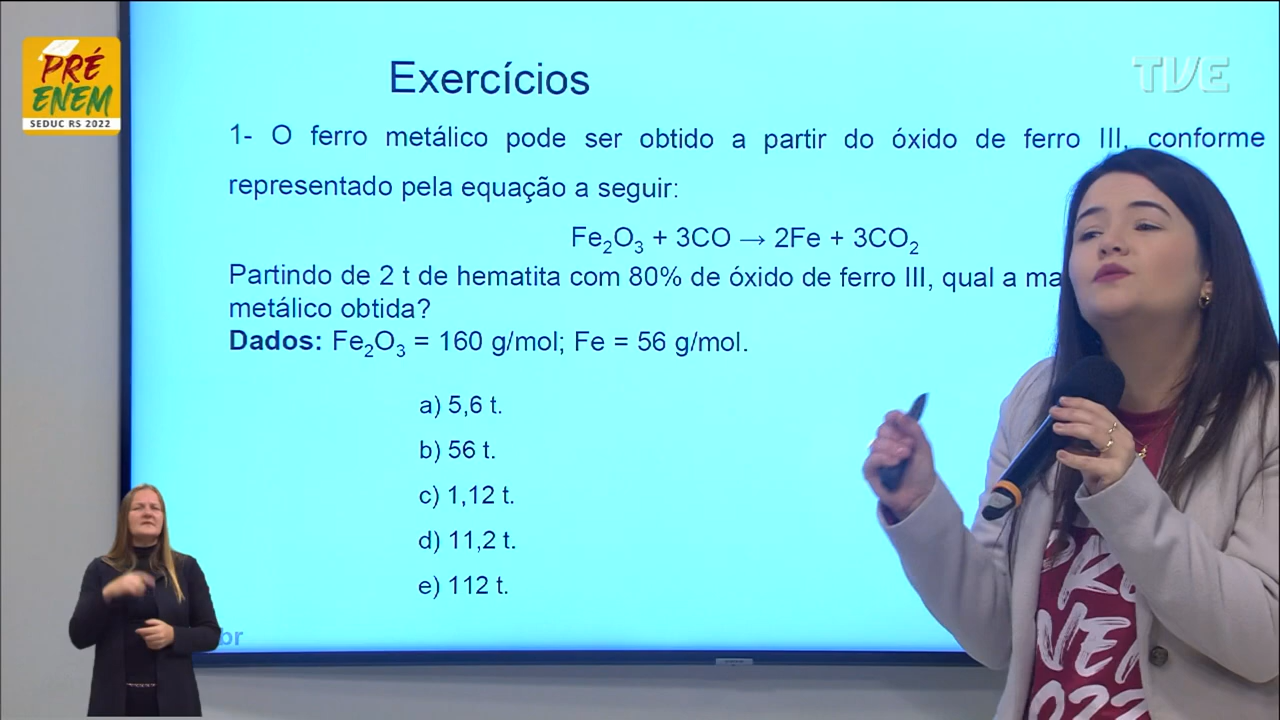 PRÉ
ENEM
SEDUC RS 2022
TVE
Exercícios
1- O ferro metálico pode ser obtido a partir do óxido de ferro III, conforme
representado pela equação a seguir:
Fe₂O₃ + 3CO → 2Fe + 3CO₂
Partindo de 2 t de hematita com 80% de óxido de ferro III, qual a ma
metálico obtida?
Dados: Fe₂O₃ = 160 g/mol; Fe = 56 g/mol.
a) 5,6 t.
b) 56 t.
c) 1,12 t.
d) 11,2 t.
e) 112 t.
br